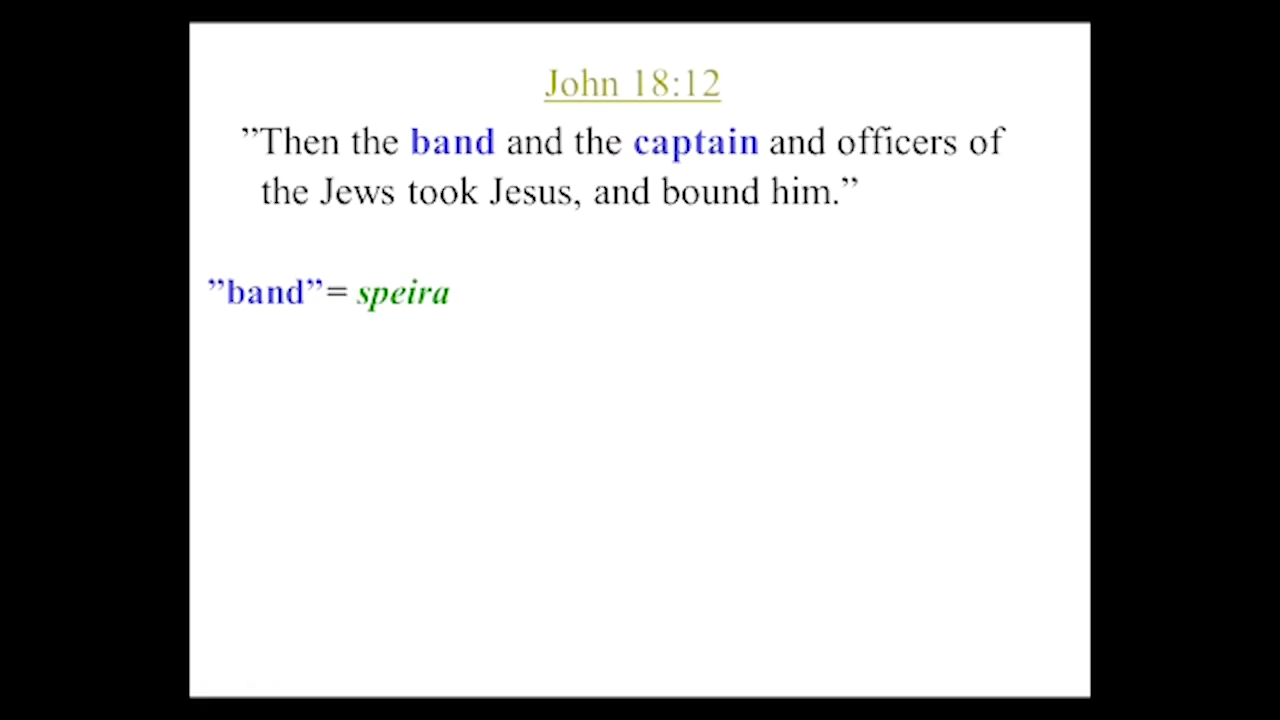 John 18:12
”Then the band and the captain and officers of
the Jews took Jesus, and bound him.”
”band”= speira